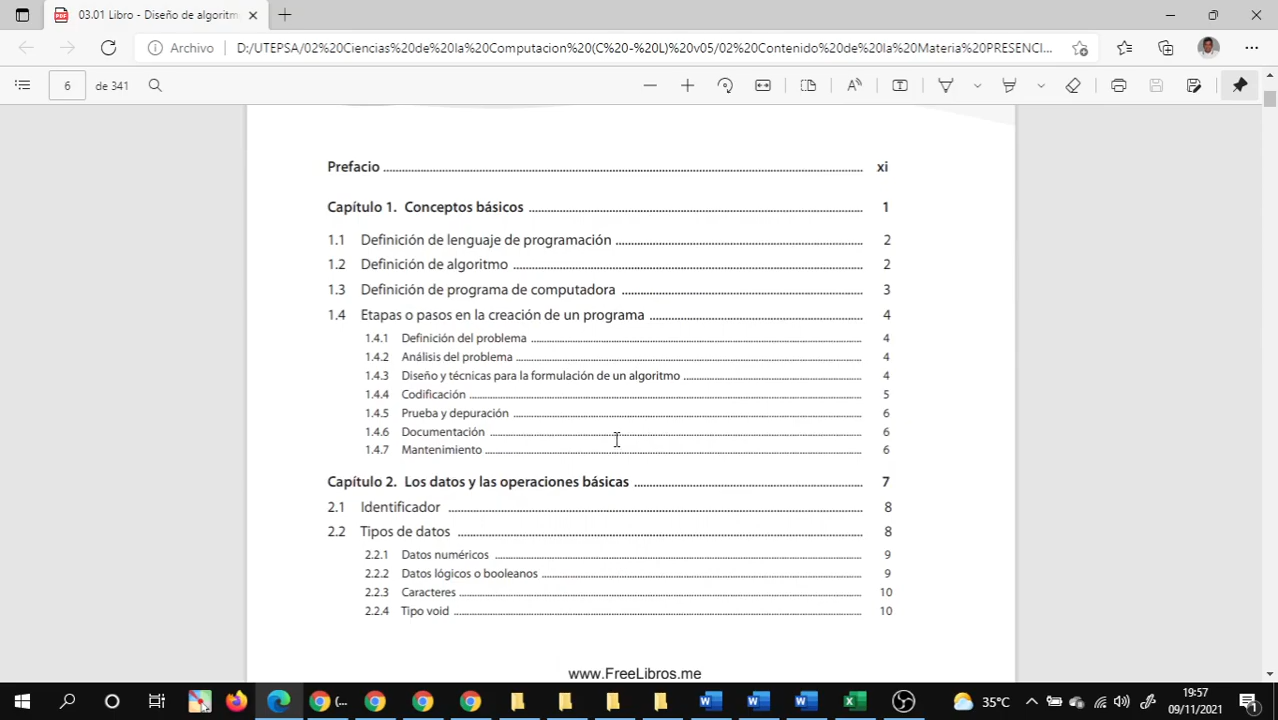 03.01 Libro - Diseño de algoritm
Archivo D:/UTEPSA/02%20Ciencias%20de%20la%20Computacion%20(C%20-%20L)%20v05/02%20Contenido%20de%20la%20Materia%20PRESENCI...
6 de 341
Prefacio xi
Capítulo 1. Conceptos básicos 1
1.1 Definición de lenguaje de programación 2
1.2 Definición de algoritmo 2
1.3 Definición de programa de computadora 3
1.4 Etapas o pasos en la creación de un programa 4
1.4.1 Definición del problema 4
1.4.2 Análisis del problema 4
1.4.3 Diseño y técnicas para la formulación de un algoritmo 4
1.4.4 Codificación 5
1.4.5 Prueba y depuración 6
1.4.6 Documentación 6
1.4.7 Mantenimiento 6
Capítulo 2. Los datos y las operaciones básicas 7
2.1 Identificador 8
2.2 Tipos de datos 8
2.2.1 Datos numéricos 9
2.2.2 Datos lógicos o booleanos 9
2.2.3 Caracteres 10
2.2.4 Tipo void 10
www.FreeLibros.me
(...
35°C
19:57
09/11/2021
1